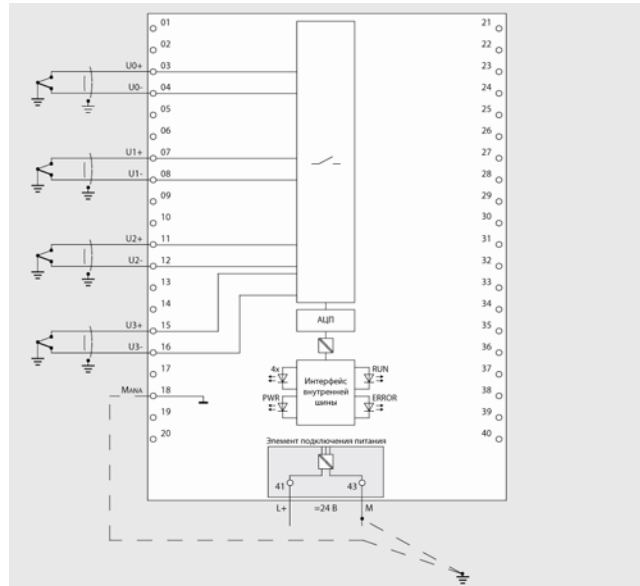 01 21
02 22
U0+ 03 23
U0- 04 24
05 25
06 26
U1+ 07 27
U1- 08 28
09 29
10 30
U2+ 11 31
U2- 12 32
13 33
14 34
U3+ 15 35
АЦП
U3- 16 36
17 37
4x RUN
Интерфейс
внутренней
шины
MANA 18 38
PWR ERROR
19 39
20 40
Элемент подключения питания
41 43
L+ =24 В M